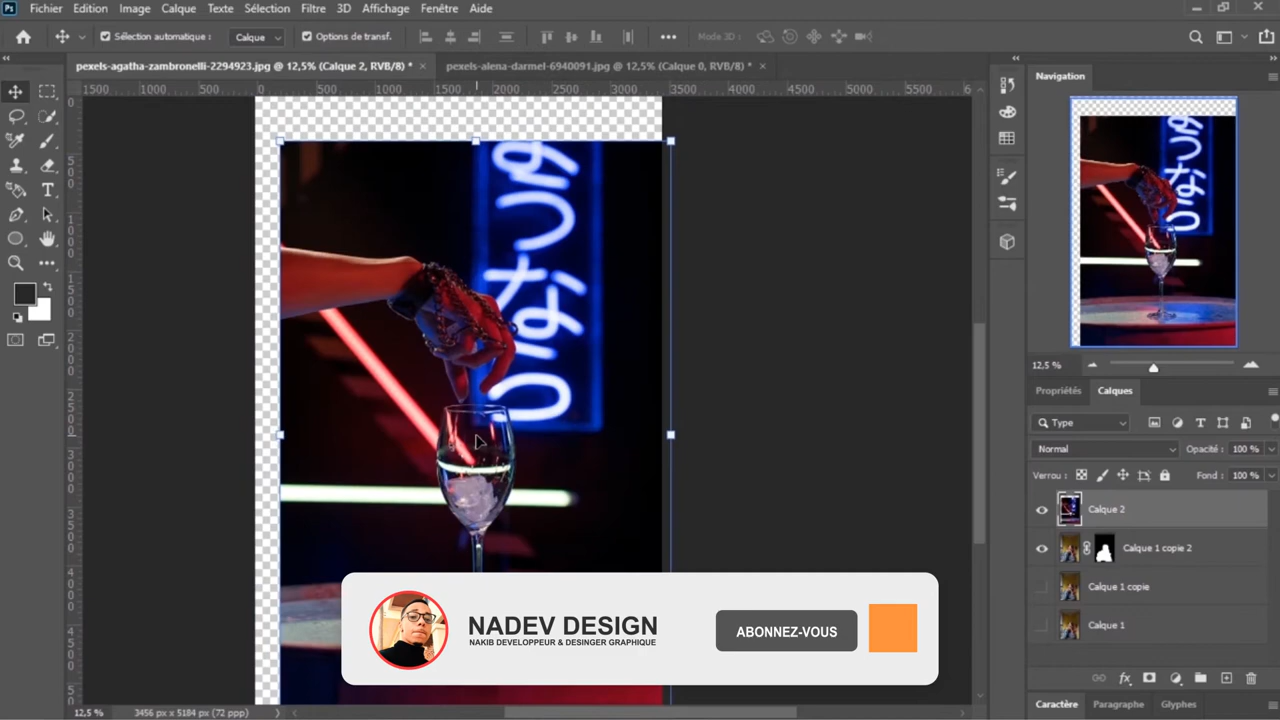 Ps Fichier Edition Image Calque Texte Sélection Filtre 3D Affichage Fenêtre Aide
Sélection automatique : Calque Options de transf. Mode 3D :
pexels-agatha-zambronelli-2294923.jpg @ 12,5% (Calque 2, RVB/8) * × pexels-alena-darmel-6940091.jpg @ 12,5% (Calque 0, RVB/8) * ×
1500 1000 500 0 500 1000 1500 2000 2500 3000 3500 4000 4500 5000 5500 6
Navigation
12,5 %
Propriétés Calques
Type
Normal Opacité : 100 %
Verrou : Fond : 100 %
Calque 2
Calque 1 copie 2
Calque 1 copie
Calque 1
fx
NADEV DESIGN
NAKIB DEVELOPPEUR & DESINGER GRAPHIQUE
ABONNEZ-VOUS
12,5 % 3456 px x 5184 px (72 ppp)
Caractère Paragraphe Glyphes